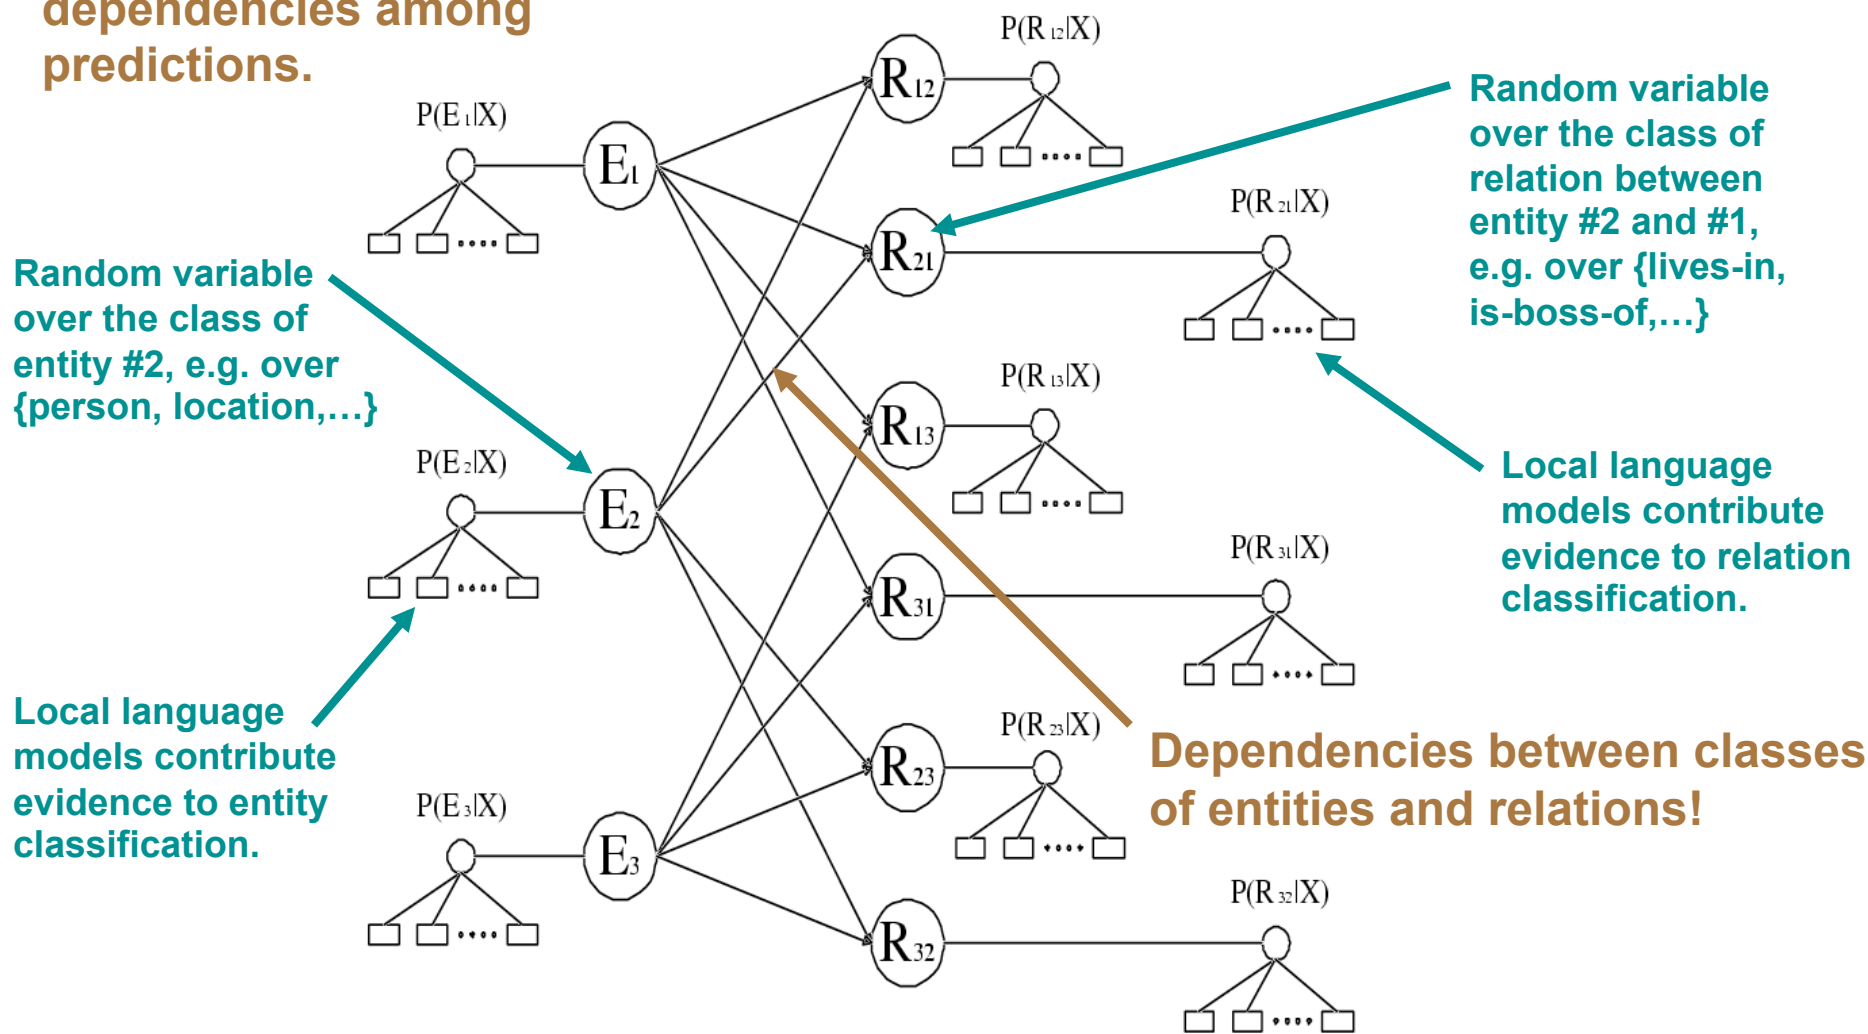 dependencies among
predictions.
P(E1|X)
E1
P(R12|X)
R12
Random variable
over the class of
relation between
entity #2 and #1,
e.g. over {lives-in,
is-boss-of,…}
P(R21|X)
R21
Random variable
over the class of
entity #2, e.g. over
{person, location,…}
P(R13|X)
R13
P(E2|X)
E2
Local language
models contribute
evidence to relation
classification.
P(R31|X)
R31
Local language
models contribute
evidence to entity
classification.
P(R23|X)
R23
Dependencies between classes
of entities and relations!
P(E3|X)
E3
P(R32|X)
R32